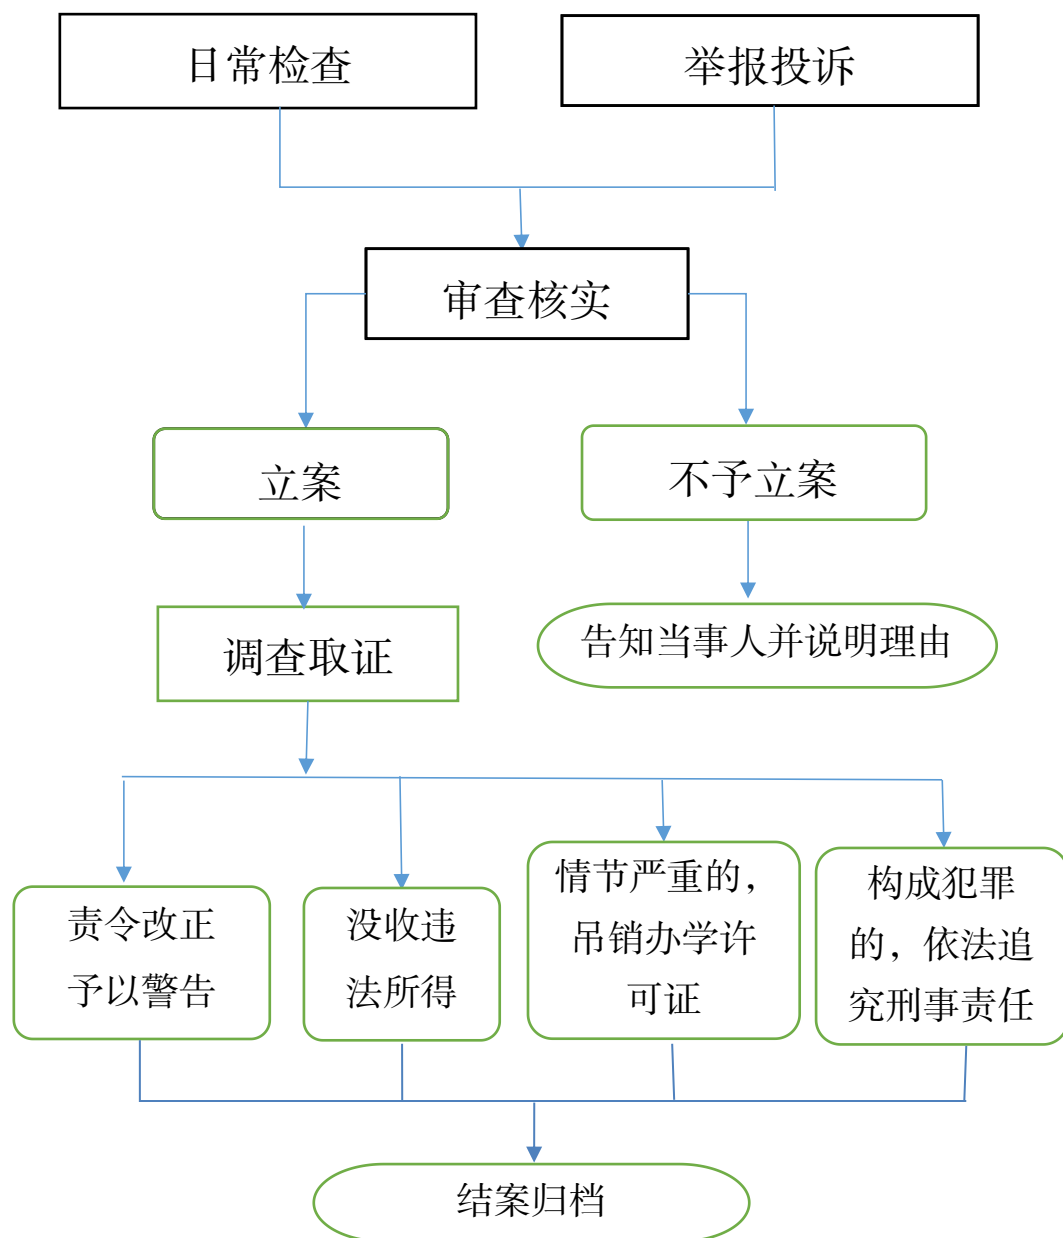 日常检查
举报投诉
审查核实
立案
不予立案
调查取证
告知当事人并说明理由
责令改正
予以警告
没收违
法所得
情节严重的，
吊销办学许
可证
构成犯罪
的，依法追
究刑事责任
结案归档